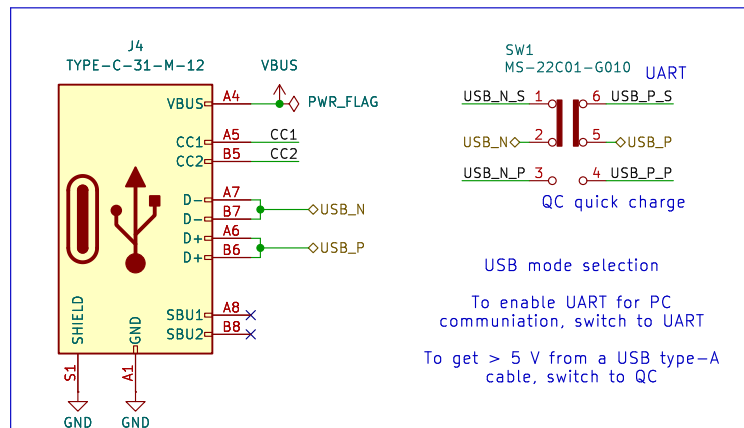 J4
TYPE-C-31-M-12
VBUS
VBUS A4
PWR_FLAG
CC1 A5 CC1
CC2 B5 CC2
D- A7
D- B7
USB_N
D+ A6
D+ B6
USB_P
SBU1 A8
SBU2 B8
SHIELD
GND
S1
A1
GND
GND
SW1
MS-22C01-G010
UART
USB_N_S 1 6 USB_P_S
USB_N 2 5 USB_P
USB_N_P 3 4 USB_P_P
QC quick charge
USB mode selection
To enable UART for PC
communiation, switch to UART
To get > 5 V from a USB type-A
cable, switch to QC